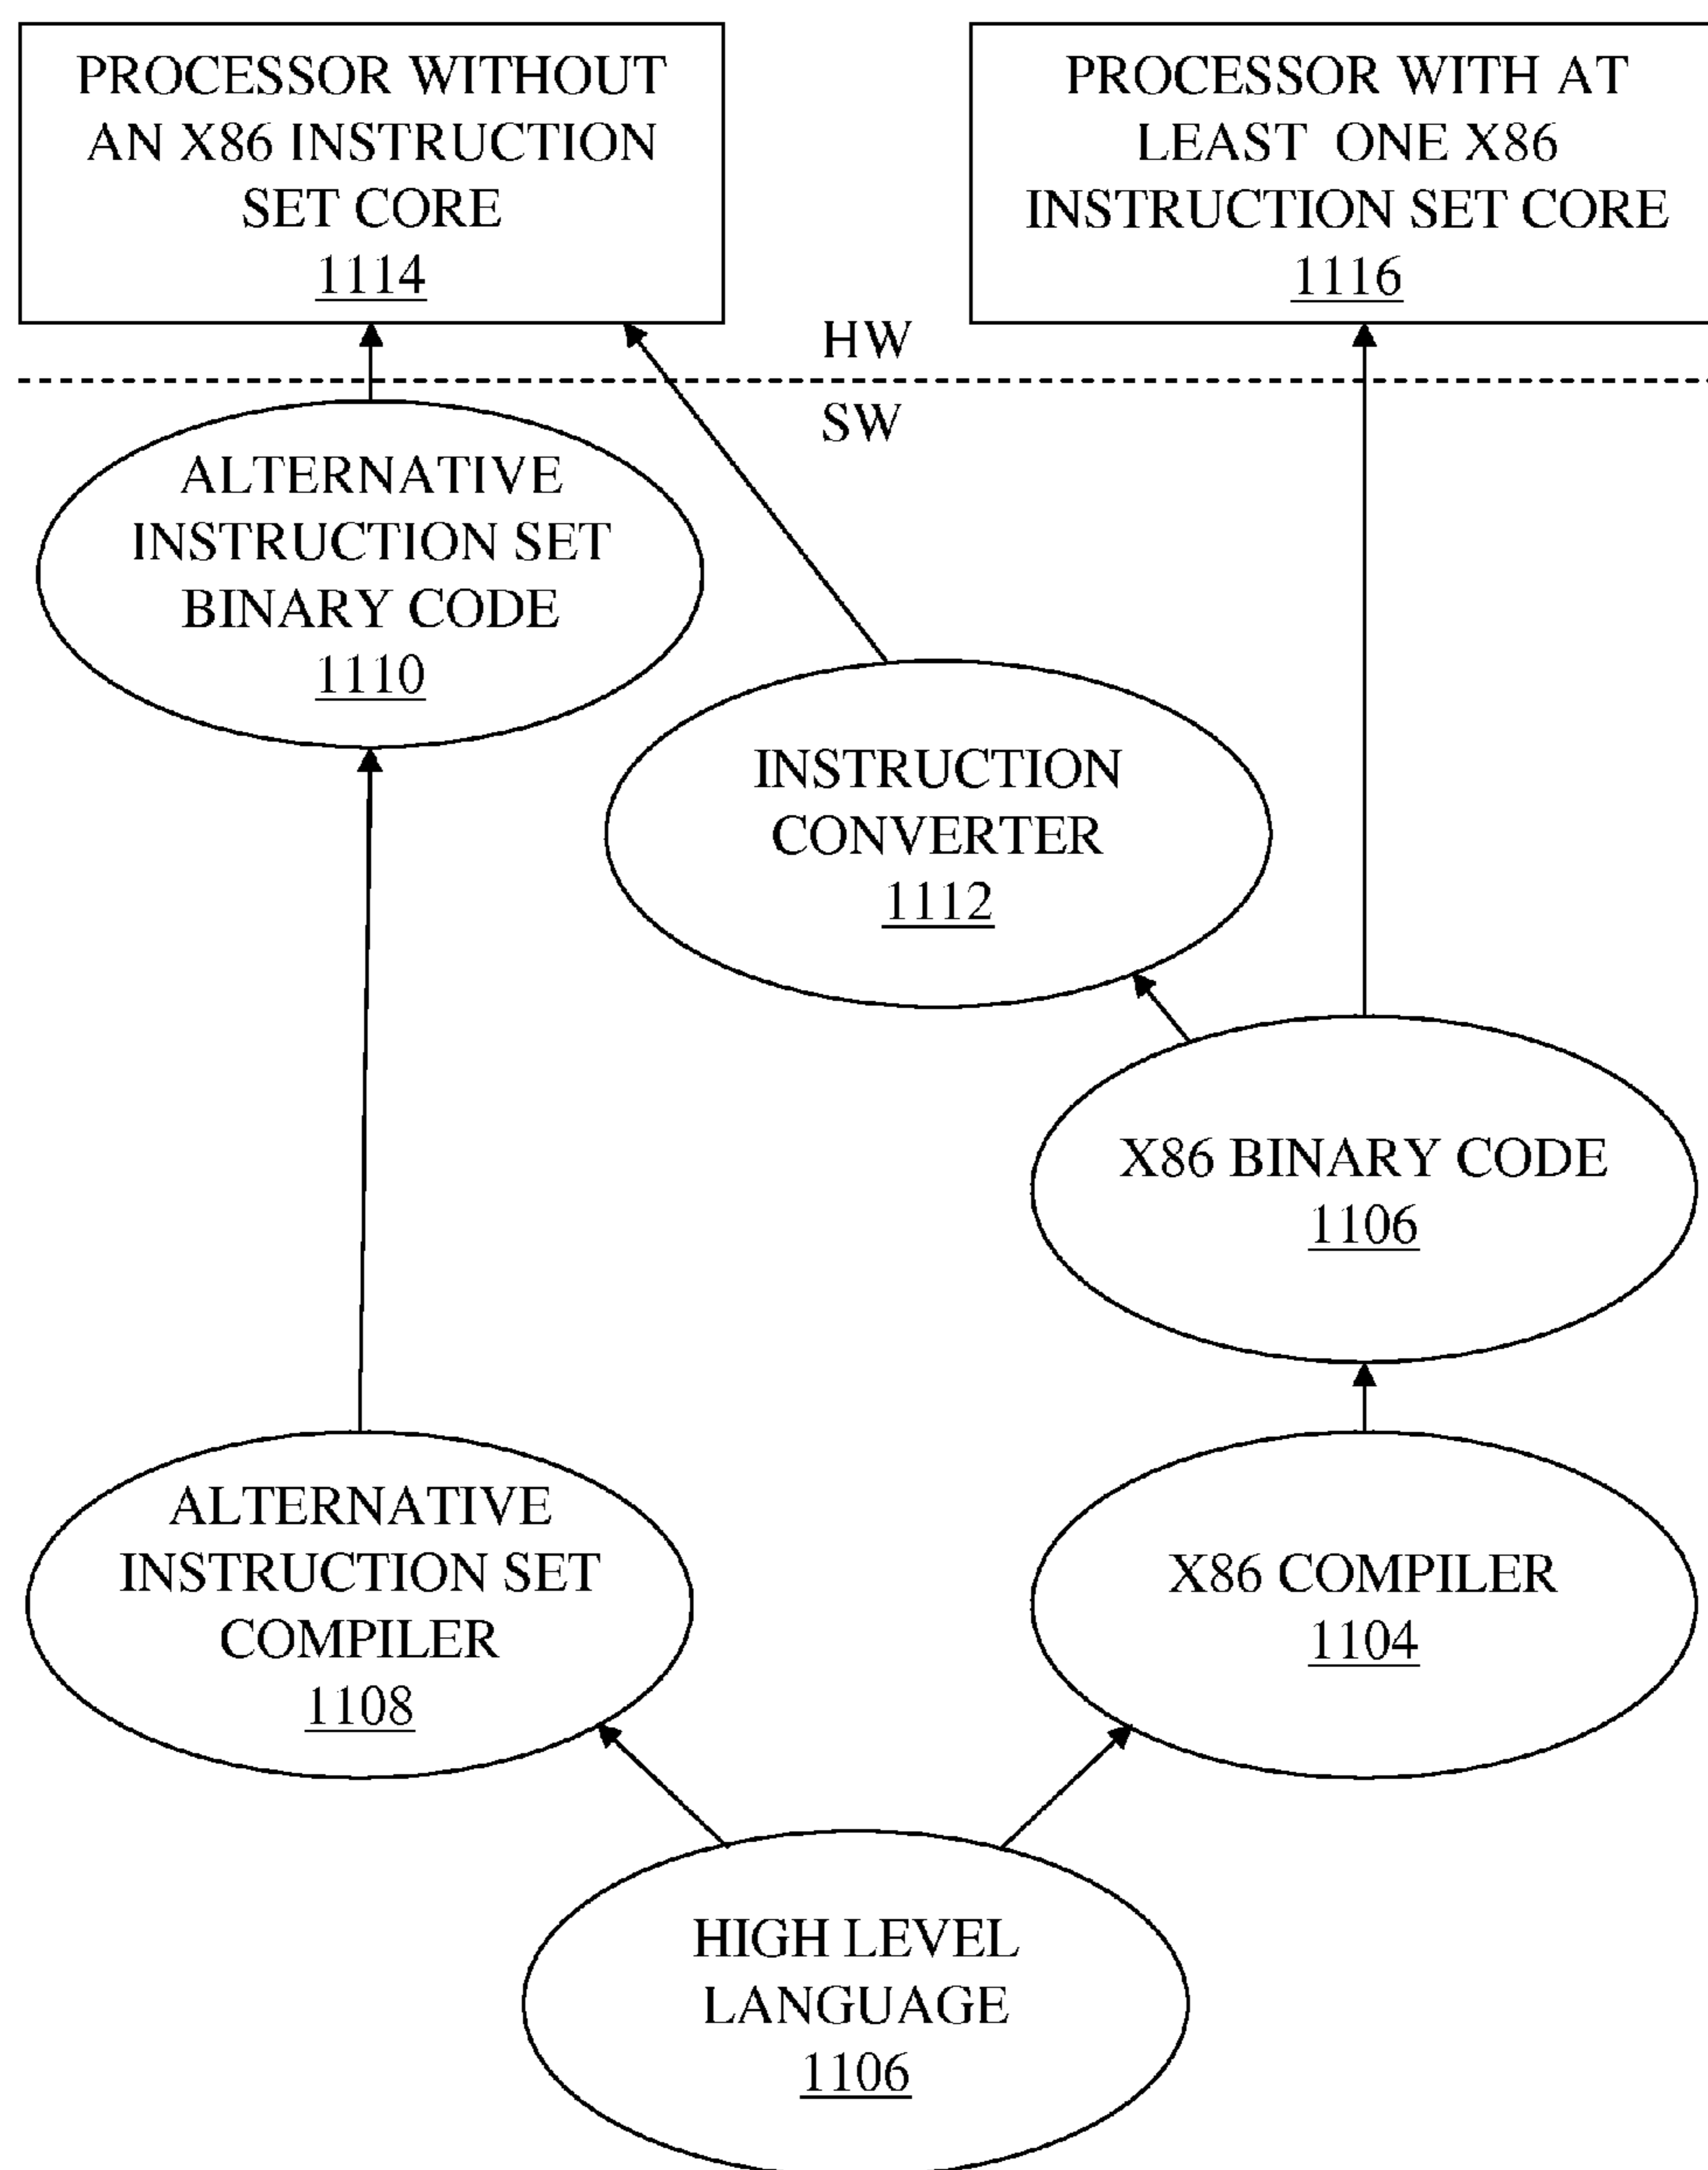 PROCESSOR WITHOUT
AN X86 INSTRUCTION
SET CORE
1114
PROCESSOR WITH AT
LEAST ONE X86
INSTRUCTION SET CORE
1116
HW
SW
ALTERNATIVE
INSTRUCTION SET
BINARY CODE
1110
INSTRUCTION
CONVERTER
1112
X86 BINARY CODE
1106
ALTERNATIVE
INSTRUCTION SET
COMPILER
1108
X86 COMPILER
1104
HIGH LEVEL
LANGUAGE
1106